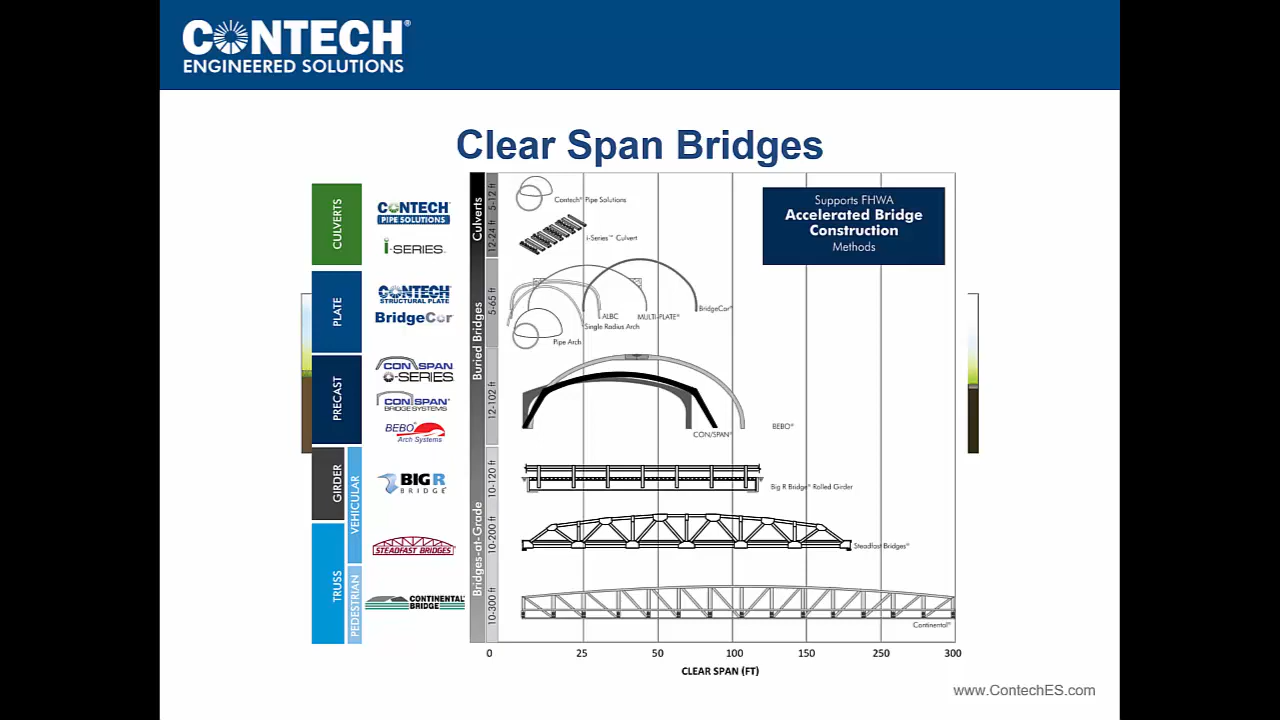 CONTECH®
ENGINEERED SOLUTIONS
Clear Span Bridges
CULVERTS
CONTECH®
PIPE SOLUTIONS
i-SERIES™
PLATE
CONTECH®
STRUCTURAL PLATE
BridgeCor®
PRECAST
CON/SPAN
O-SERIES®
CON/SPAN®
BRIDGE SYSTEMS
BEBO®
Arch Systems
GIRDER
VEHICULAR
BIG R
BRIDGE®
TRUSS
STEADFAST BRIDGES®
PEDESTRIAN
CONTINENTAL®
BRIDGE
Culverts
5-12 ft
12-24 ft
Contech® Pipe Solutions
i-Series™ Culvert
Supports FHWA
Accelerated Bridge
Construction
Methods
Buried Bridges
5-65 ft
BridgeCor®
ALBC
MULTI-PLATE®
Single Radius Arch
Pipe Arch
12-102 ft
BEBO®
CON/SPAN®
Bridges-at-Grade
10-120 ft
Big R Bridge® Rolled Girder
10-200 ft
Steadfast Bridges®
10-300 ft
Continental®
0 25 50 100 150 250 300
CLEAR SPAN (FT)
www.ContechES.com